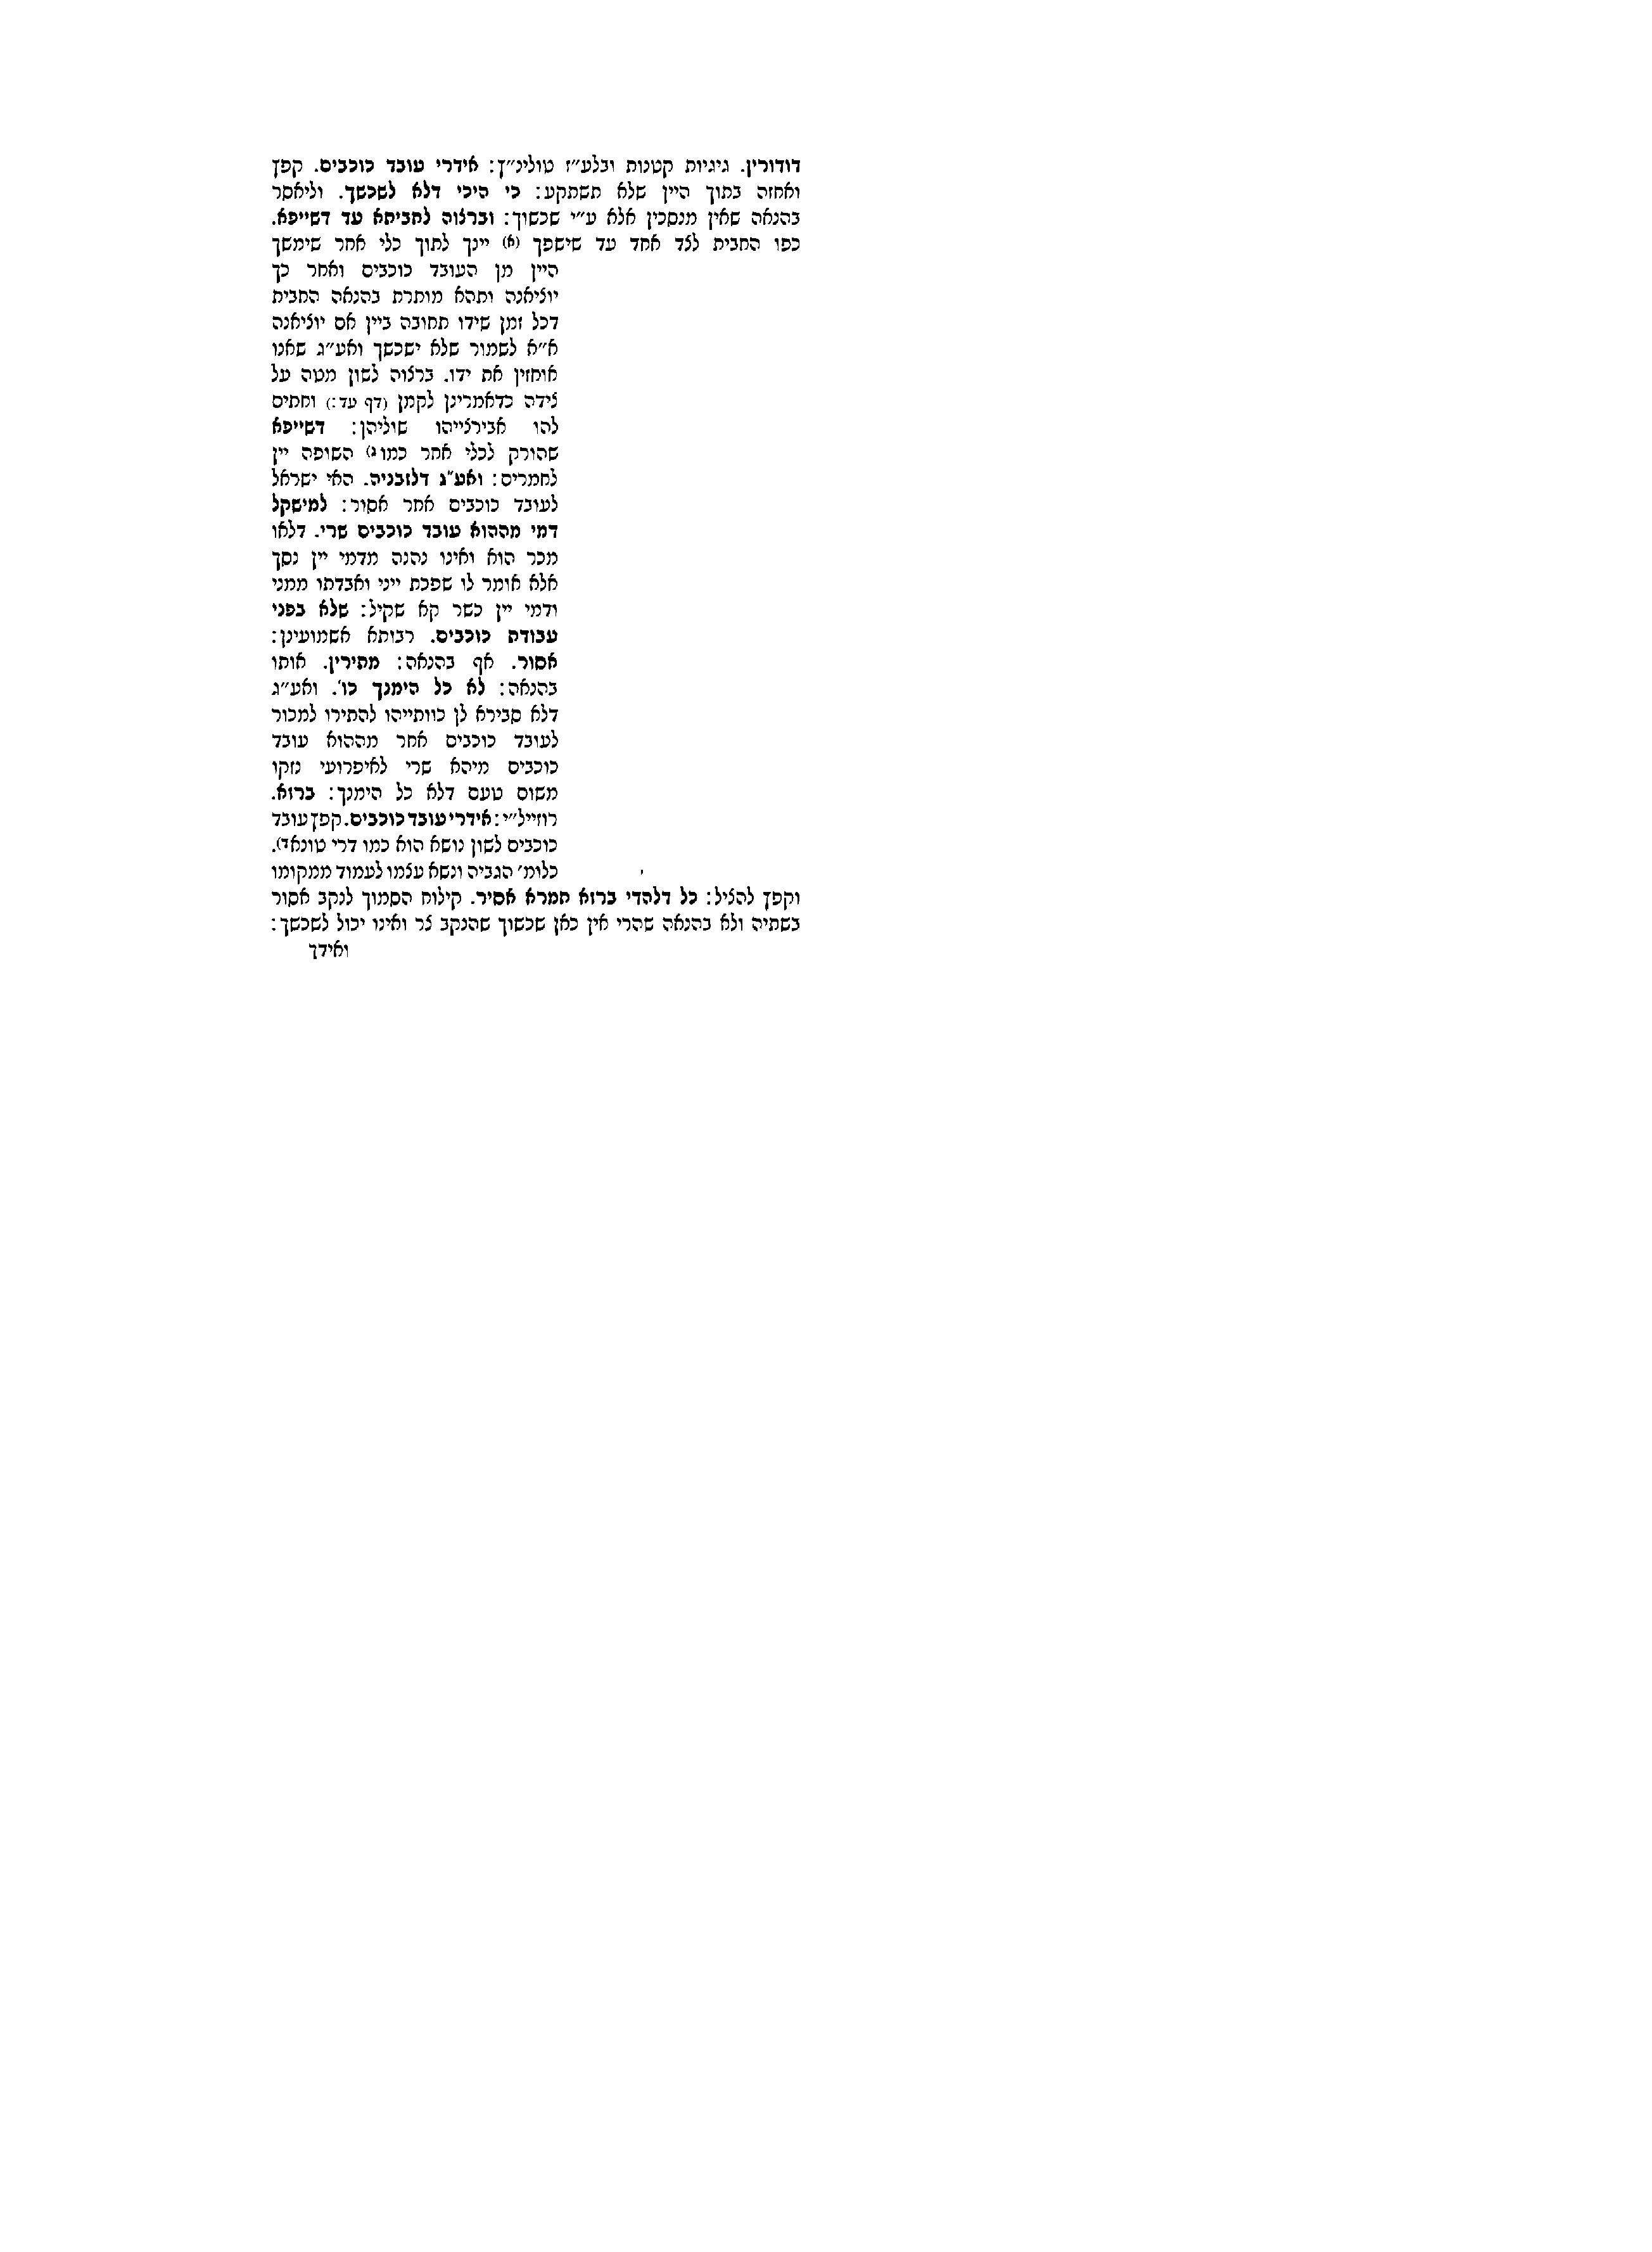 דודורין. גיגיות קטנות ובלע״ז טולינ״ך: אידרי עובד כוכבים. קפץ
ואחזה בתוך היין שלא תשתקע: כי היכי דלא לשכשך. וליאסר
בהנאה שאין מנסכין אלא ע״י שכשוך: וברצוה לחביתא עד דשייפא.
כפו החבית לצד אחד עד שישפך (א) יינך לתוך כלי אחר שימשך
היין מן העובד כוכבים ואחר כך
יוציאנה ותהא מותרת בהנאה החבית
דכל זמן שידו תחובה ביין אם יוציאנה
א״א לשמור שלא ישכשך ואע״ג שאנו
אוחזין את ידו. ברצוה לשון מטה על
צידה כדאמרינן לקמן (דף עד:) וחתים
להו אבירצייהו שוליהן: דשייפא
שהורק לכלי אחר כמו ג) השופה יין
לחמרים: ואע״ג דלזבניה. האי ישראל
לעובד כוכבים אחר אסור: למישקל
דמי מההוא עובד כוכבים שרי. דלאו
מכר הוא ואינו נהנה מדמי יין נסך
אלא אומר לו שפכת ייני ואבדתו ממני
ודמי יין כשר קא שקיל: שלא בפני
עבודת כוכבים. רבותא אשמועינן:
אסור. אף בהנאה: מתירין. אותו
בהנאה: לא כל הימנך כו'. ואע״ג
דלא סבירא לן כוותייהו להתירו למכור
לעובד כוכבים אחר מההוא עובד
כוכבים מיהא שרי לאיפרועי נזקו
משום טעם דלא כל הימנך: ברזא.
רוזייל״י: אידרי עובד כוכבים. קפץ עובד
כוכבים לשון נושא הוא כמו דרי טונא ד).
כלומ׳ הגביה ונשא עצמו לעמוד ממקומו
וקפץ להציל: כל דלהדי ברזא חמרא אסיר. קילוח הסמוך לנקב אסור
בשתיה ולא בהנאה שהרי אין כאן שכשוך שהנקב צר ואינו יכול לשכשך:
ואידך